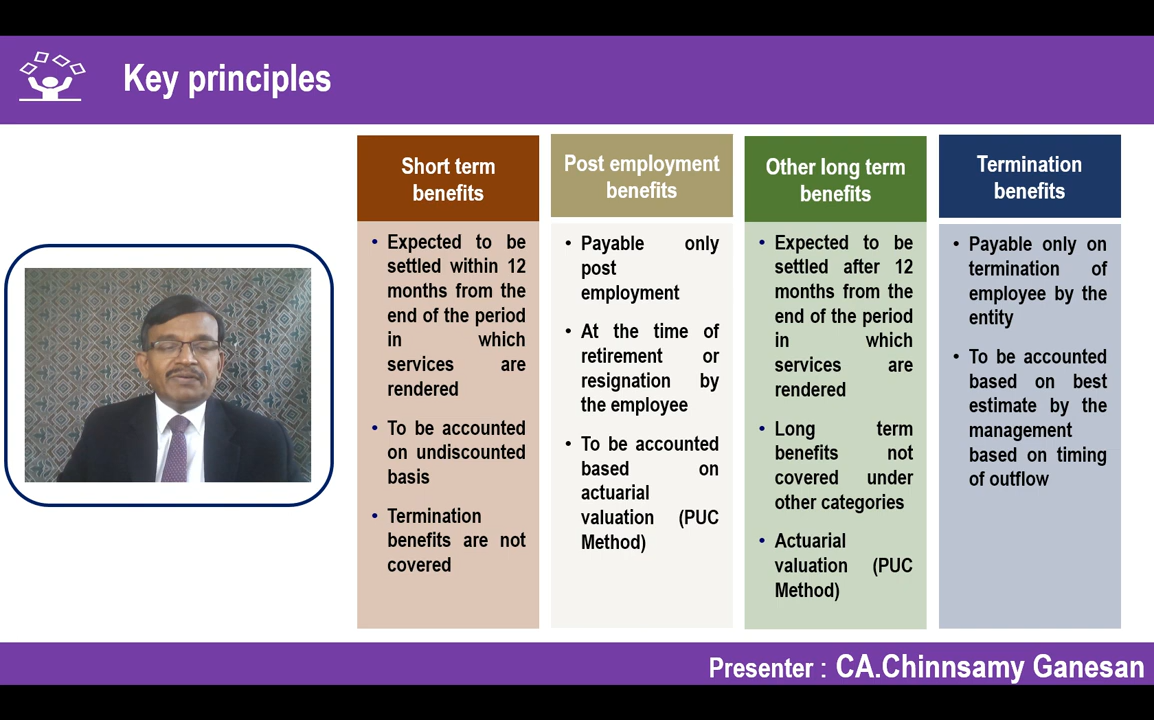 Key principles
Short term
benefits
Expected to be
settled within 12
months from the
end of the period
in which
services are
rendered
To be accounted
on undiscounted
basis
Termination
benefits are not
covered
Post employment
benefits
Payable only
post
employment
At the time of
retirement or
resignation by
the employee
To be accounted
based on
actuarial
valuation (PUC
Method)
Other long term
benefits
Expected to be
settled after 12
months from the
end of the period
in which
services are
rendered
Long term
benefits not
covered under
other categories
Actuarial
valuation (PUC
Method)
Termination
benefits
Payable only on
termination of
employee by the
entity
To be accounted
based on best
estimate by the
management
based on timing
of outflow
Presenter : CA.Chinnsamy Ganesan